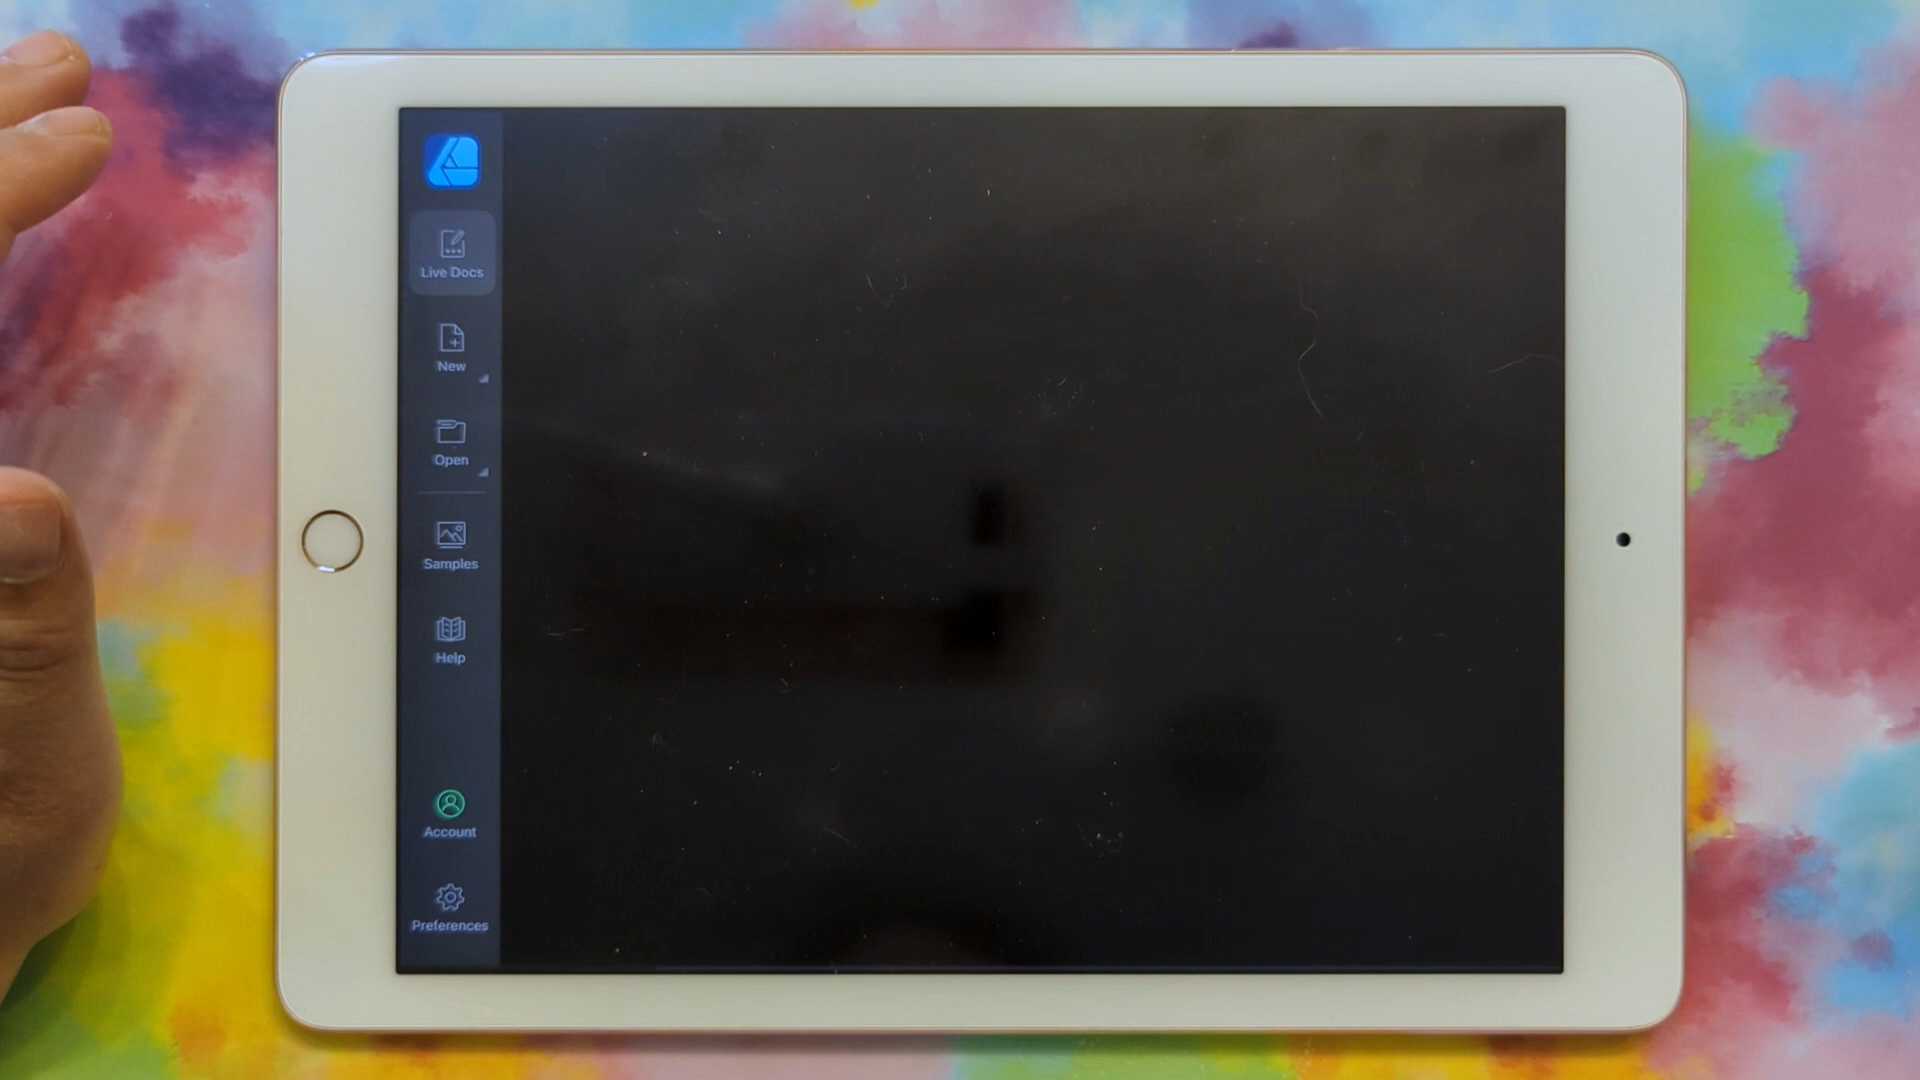 Live Docs
New
Open
Samples
Help
Account
Preferences